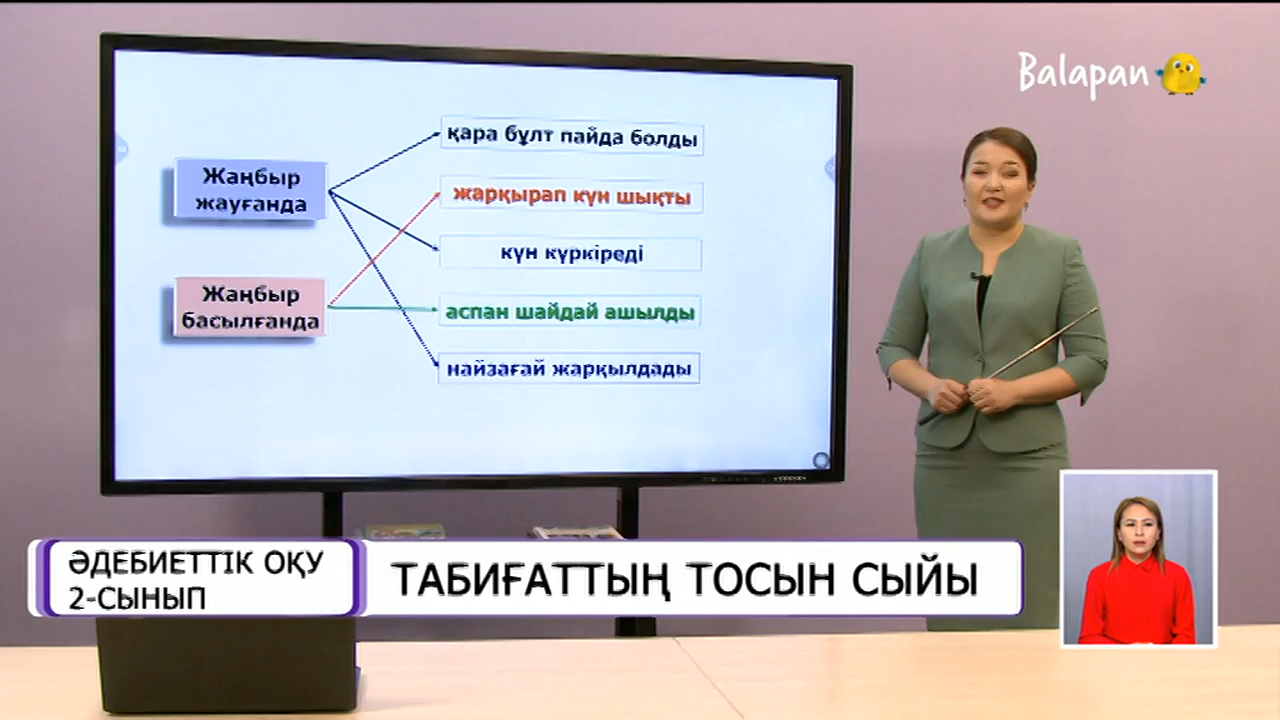 Balapan
Жаңбыр
жауғанда
Жаңбыр
басылғанда
қара бұлт пайда болды
жарқырап күн шықты
күн күркіреді
аспан шайдай ашылды
найзағай жарқылдады
ӘДЕБИЕТТІК ОҚУ
2-СЫНЫП
ТАБИҒАТТЫҢ ТОСЫН СЫЙЫ